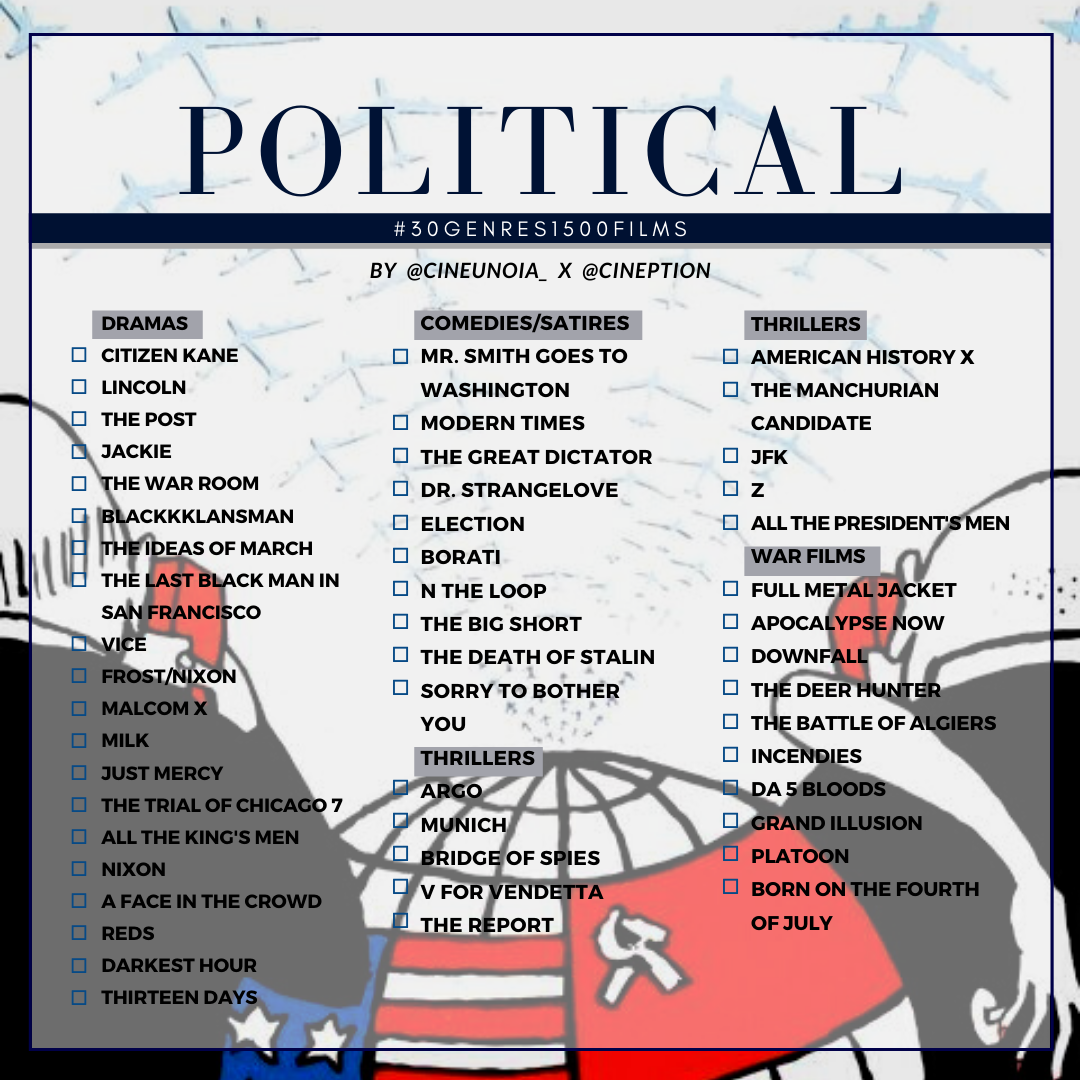 POLITICAL
#30GENRES1500FILMS
BY @CINEUNOIA_ X @CINEPTION
DRAMAS
CITIZEN KANE
LINCOLN
THE POST
JACKIE
THE WAR ROOM
BLACKKKLANSMAN
THE IDEAS OF MARCH
THE LAST BLACK MAN IN
SAN FRANCISCO
VICE
FROST/NIXON
MALCOM X
MILK
JUST MERCY
THE TRIAL OF CHICAGO 7
ALL THE KING'S MEN
NIXON
A FACE IN THE CROWD
REDS
DARKEST HOUR
THIRTEEN DAYS
COMEDIES/SATIRES
MR. SMITH GOES TO
WASHINGTON
MODERN TIMES
THE GREAT DICTATOR
DR. STRANGELOVE
ELECTION
BORATI
N THE LOOP
THE BIG SHORT
THE DEATH OF STALIN
SORRY TO BOTHER
YOU
THRILLERS
ARGO
MUNICH
BRIDGE OF SPIES
V FOR VENDETTA
THE REPORT
THRILLERS
AMERICAN HISTORY X
THE MANCHURIAN
CANDIDATE
JFK
Z
ALL THE PRESIDENT'S MEN
WAR FILMS
FULL METAL JACKET
APOCALYPSE NOW
DOWNFALL
THE DEER HUNTER
THE BATTLE OF ALGIERS
INCENDIES
DA 5 BLOODS
GRAND ILLUSION
PLATOON
BORN ON THE FOURTH
OF JULY